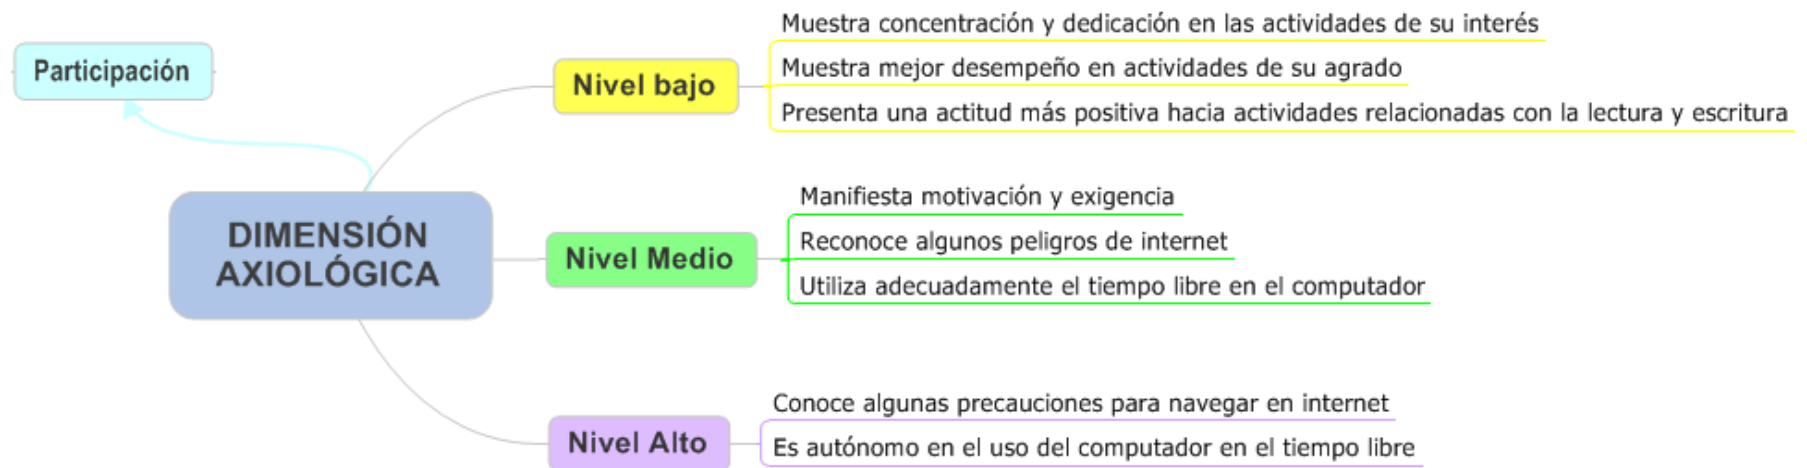 Participación
DIMENSIÓN
AXIOLÓGICA
Nivel bajo
Muestra concentración y dedicación en las actividades de su interés
Muestra mejor desempeño en actividades de su agrado
Presenta una actitud más positiva hacia actividades relacionadas con la lectura y escritura
Nivel Medio
Manifiesta motivación y exigencia
Reconoce algunos peligros de internet
Utiliza adecuadamente el tiempo libre en el computador
Nivel Alto
Conoce algunas precauciones para navegar en internet
Es autónomo en el uso del computador en el tiempo libre